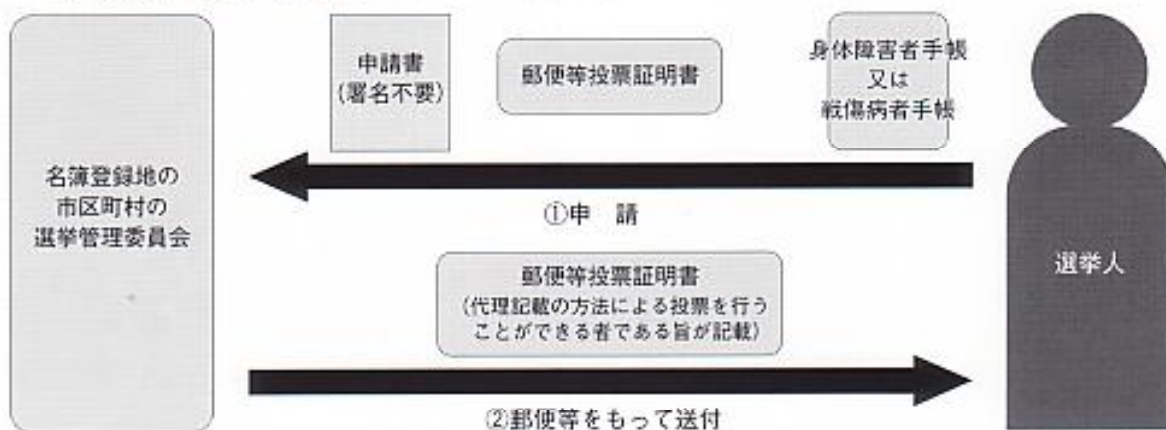 申請書
(署名不要)
郵便等投票証明書
身体障害者手帳
又は
戦傷病者手帳
名簿登録地の
市区町村の
選挙管理委員会
①申 請
選挙人
郵便等投票証明書
(代理記載の方法による投票を行う
ことができる者である旨が記載)
②郵便等をもって送付